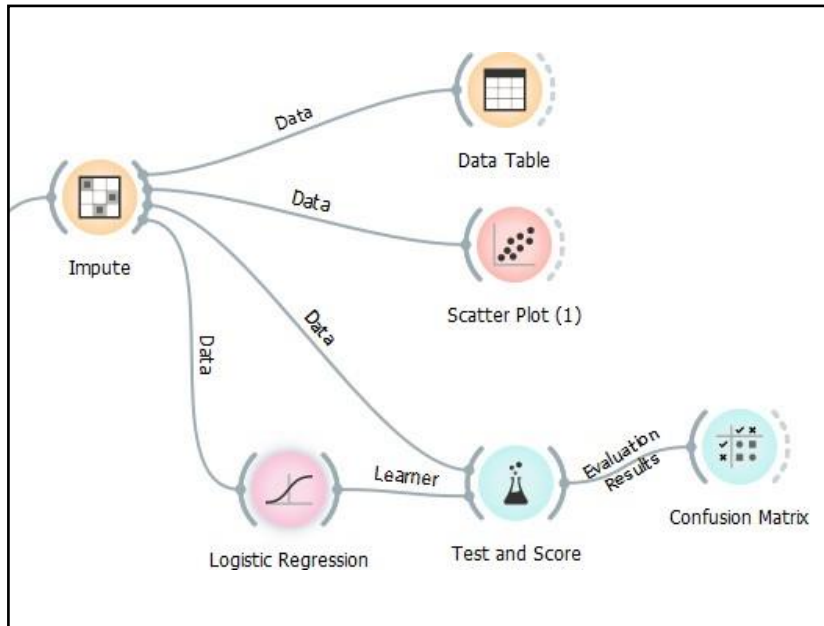 Data
Data Table
Data
Impute
Scatter Plot (1)
Data
Data
Learner
Evaluation
Results
Logistic Regression
Test and Score
Confusion Matrix